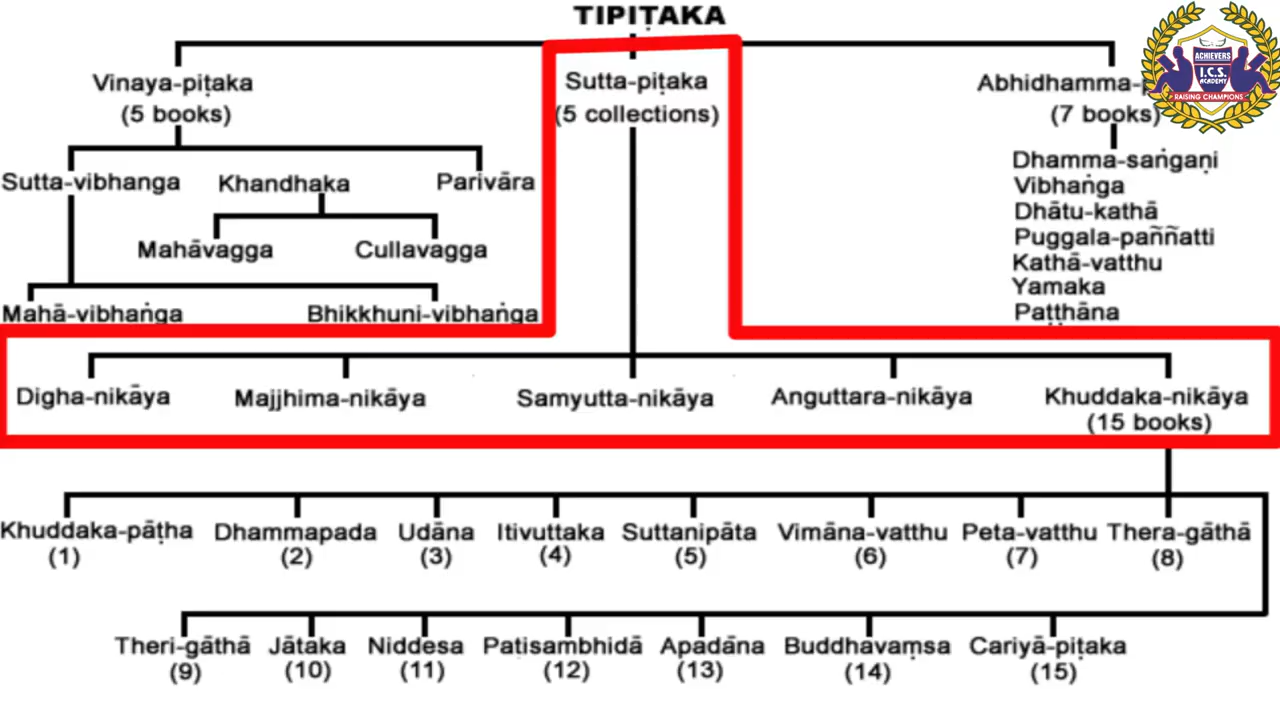 TIPIṬAKA
Vinaya-piṭaka
(5 books)
Sutta-piṭaka
(5 collections)
(7 books)
ACHIEVERS
I.C.S.
ACADEMY
RAISING CHAMPIONS
Sutta-vibhanga
Khandhaka
Parivāra
Mahāvagga
Cullavagga
Mahā-vibhaṅga
Bhikkhuni-vibhaṅga
Dhamma-saṅgaṇi
Vibhaṅga
Dhātu-kathā
Puggala-paññatti
Kathā-vatthu
Yamaka
Paṭṭhāna
Digha-nikāya
Majjhima-nikāya
Samyutta-nikāya
Anguttara-nikāya
Khuddaka-nikāya
(15 books)
Khuddaka-pāṭha
(1)
Dhammapada
(2)
Udāna
(3)
Itivuttaka
(4)
Suttanipāta
(5)
Vimāna-vatthu
(6)
Peta-vatthu
(7)
Thera-gāthā
(8)
Theri-gāthā
(9)
Jātaka
(10)
Niddesa
(11)
Paṭisambhidā
(12)
Apadāna
(13)
Buddhavaṃsa
(14)
Cariyā-piṭaka
(15)